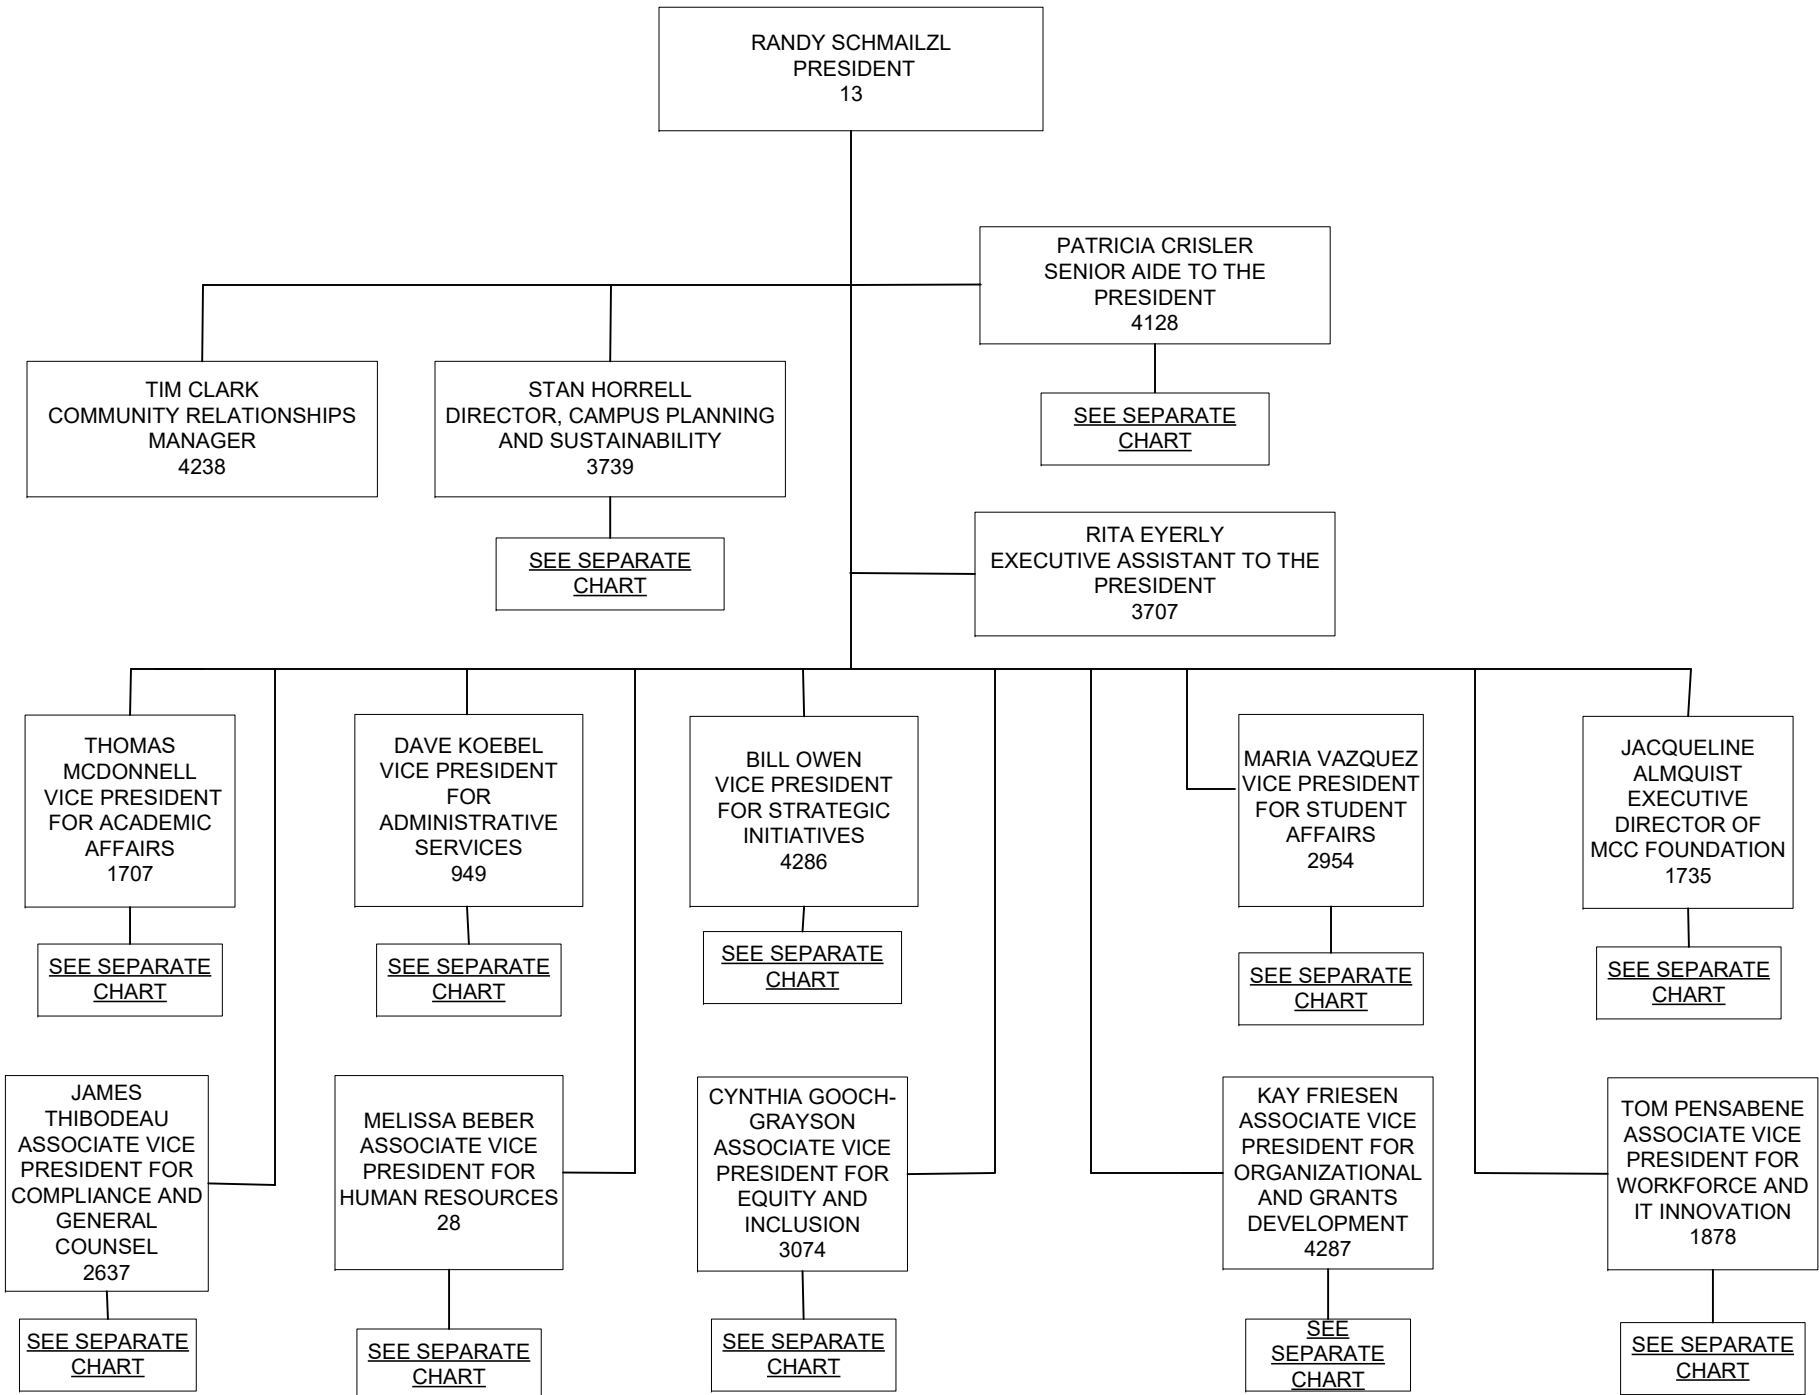 RANDY SCHMAILZL
PRESIDENT
13
PATRICIA CRISLER
SENIOR AIDE TO THE
PRESIDENT
4128
SEE SEPARATE
CHART
TIM CLARK
COMMUNITY RELATIONSHIPS
MANAGER
4238
STAN HORRELL
DIRECTOR, CAMPUS PLANNING
AND SUSTAINABILITY
3739
SEE SEPARATE
CHART
RITA EYERLY
EXECUTIVE ASSISTANT TO THE
PRESIDENT
3707
THOMAS
MCDONNELL
VICE PRESIDENT
FOR ACADEMIC
AFFAIRS
1707
SEE SEPARATE
CHART
DAVE KOEBEL
VICE PRESIDENT
FOR
ADMINISTRATIVE
SERVICES
949
SEE SEPARATE
CHART
BILL OWEN
VICE PRESIDENT
FOR STRATEGIC
INITIATIVES
4286
SEE SEPARATE
CHART
MARIA VAZQUEZ
VICE PRESIDENT
FOR STUDENT
AFFAIRS
2954
SEE SEPARATE
CHART
JACQUELINE
ALMQUIST
EXECUTIVE
DIRECTOR OF
MCC FOUNDATION
1735
SEE SEPARATE
CHART
JAMES
THIBODEAU
ASSOCIATE VICE
PRESIDENT FOR
COMPLIANCE AND
GENERAL
COUNSEL
2637
SEE SEPARATE
CHART
MELISSA BEBER
ASSOCIATE VICE
PRESIDENT FOR
HUMAN RESOURCES
28
SEE SEPARATE
CHART
CYNTHIA GOOCH-
GRAYSON
ASSOCIATE VICE
PRESIDENT FOR
EQUITY AND
INCLUSION
3074
SEE SEPARATE
CHART
KAY FRIESEN
ASSOCIATE VICE
PRESIDENT FOR
ORGANIZATIONAL
AND GRANTS
DEVELOPMENT
4287
SEE
SEPARATE
CHART
TOM PENSABENE
ASSOCIATE VICE
PRESIDENT FOR
WORKFORCE AND
IT INNOVATION
1878
SEE SEPARATE
CHART